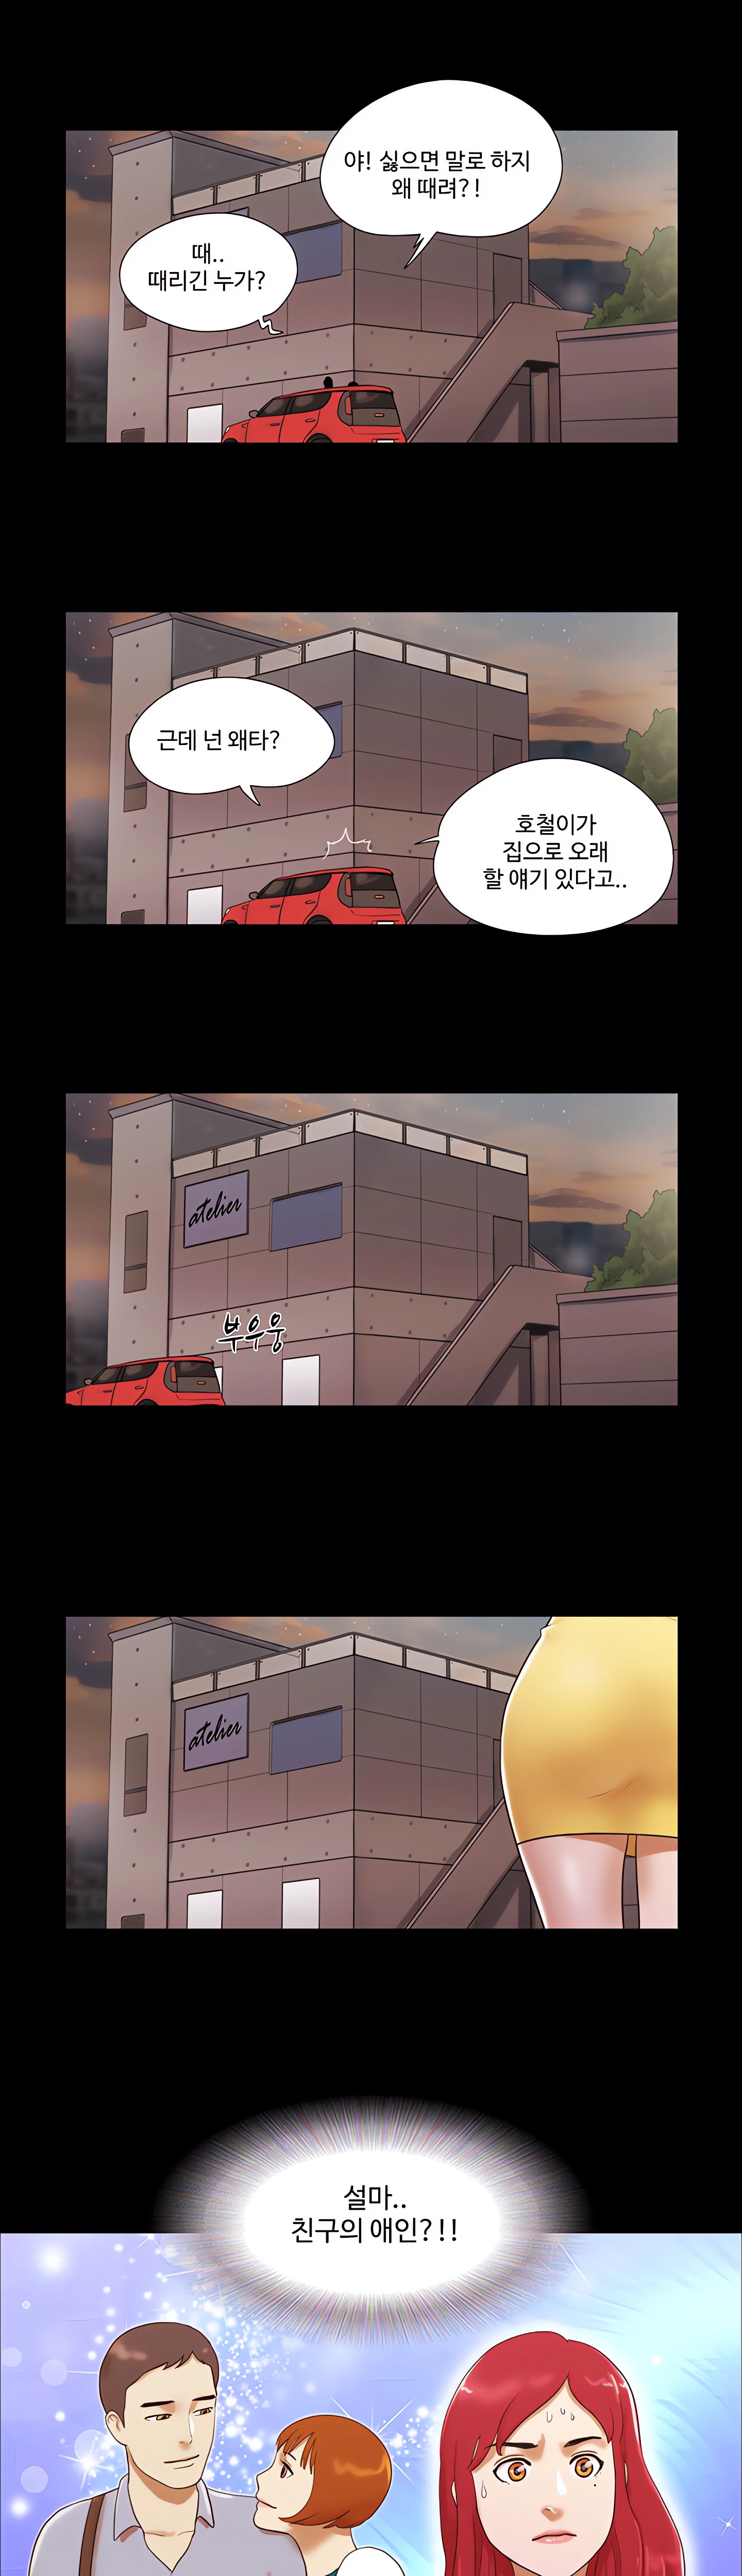 야! 싫으면 말로 하지
왜 때려?!
때..
때리긴 누가?
근데 넌 왜타?
호철이가
집으로 오래
할 얘기 있다고..
atelier
부우웅
atelier
설마..
친구의 애인?!!